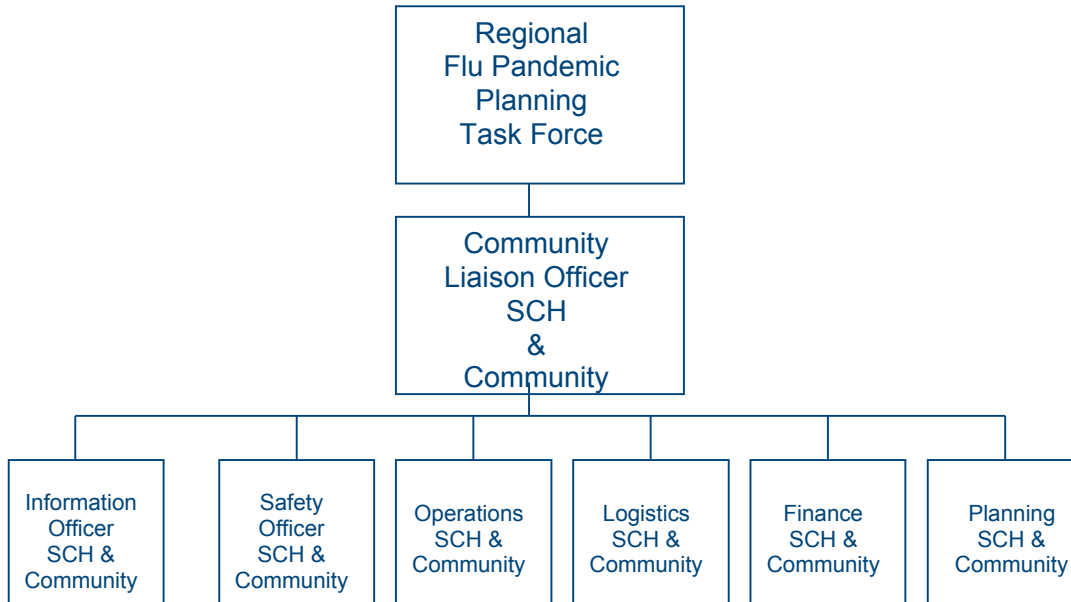 Regional
Flu Pandemic
Planning
Task Force
Community
Liaison Officer
SCH
&
Community
Information
Officer
SCH &
Community
Safety
Officer
SCH &
Community
Operations
SCH &
Community
Logistics
SCH &
Community
Finance
SCH &
Community
Planning
SCH &
Community